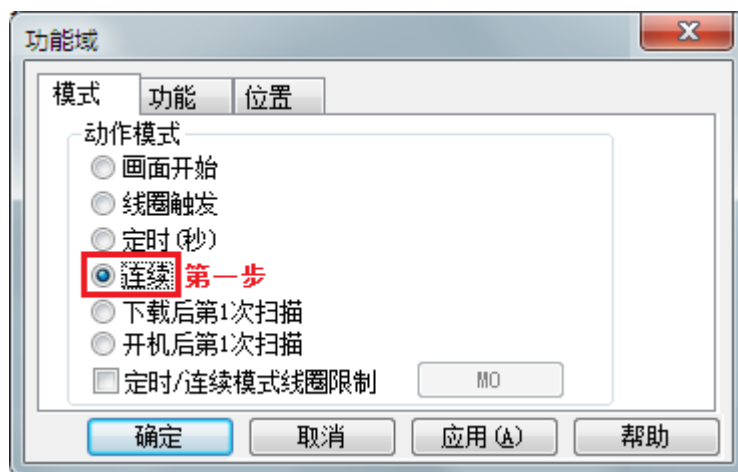 功能域
模式 功能 位置
动作模式
画面开始
线圈触发
定时(秒)
连续 第一步
下载后第1次扫描
开机后第1次扫描
定时/连续模式线圈限制 M0
确定 取消 应用(A) 帮助